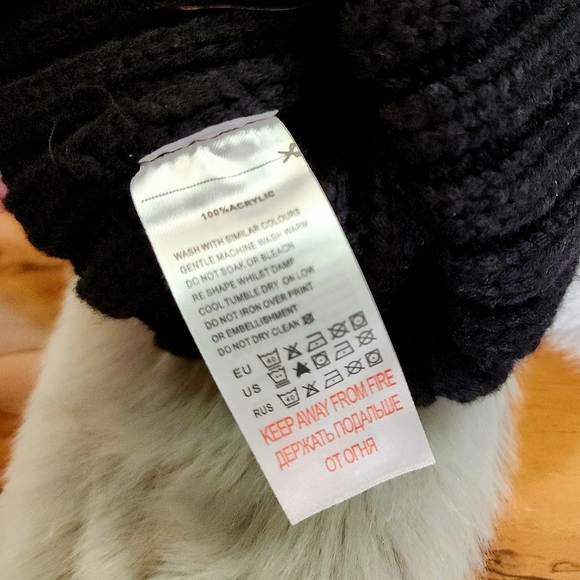 100%ACRYLIC
WASH WITH SIMILAR COLOURS
GENTLE MACHINE WASH WARM
DO NOT SOAK OR BLEACH
RE SHAPE WHILST DAMP
COOL TUMBLE DRY ON LOW
DO NOT IRON OVER PRINT
OR EMBELLISHMENT
DO NOT DRY CLEAN
EU 40
US
RUS 40
KEEP AWAY FROM FIRE
ДЕРЖАТЬ ПОДАЛЬШЕ
ОТ ОГНЯ